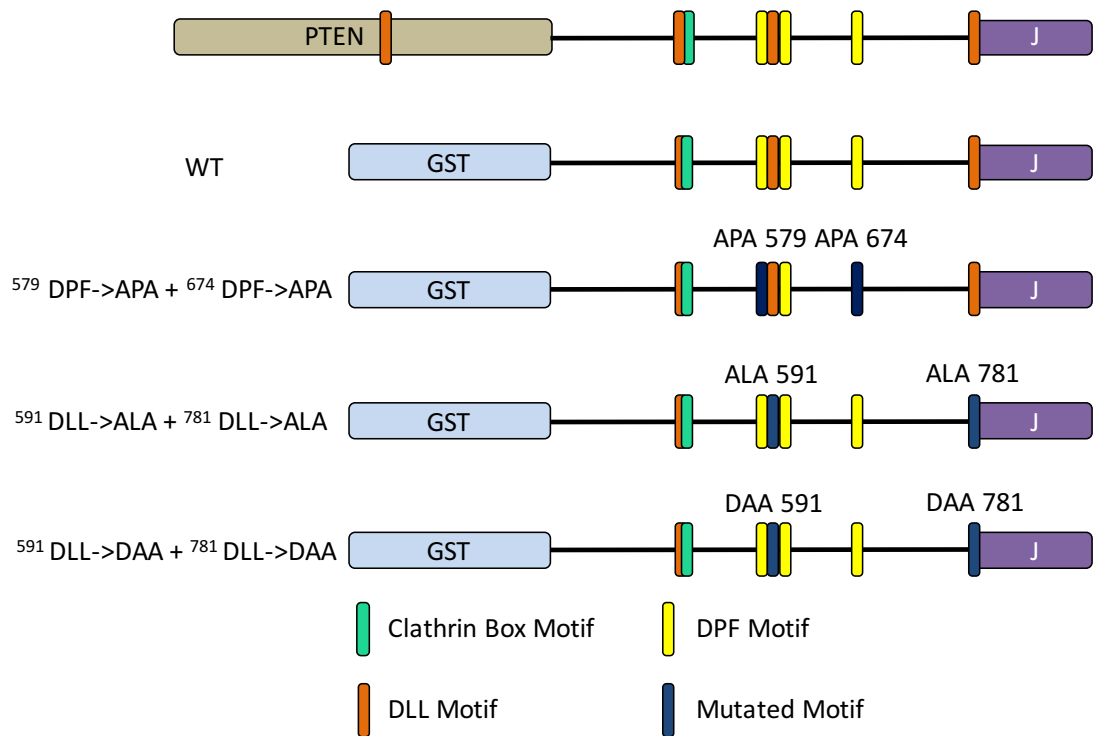 PTEN J
WT GST J
APA 579 APA 674
579 DPF->APA + 674 DPF->APA GST J
ALA 591 ALA 781
591 DLL->ALA + 781 DLL->ALA GST J
DAA 591 DAA 781
591 DLL->DAA + 781 DLL->DAA GST J
Clathrin Box Motif DPF Motif
DLL Motif Mutated Motif